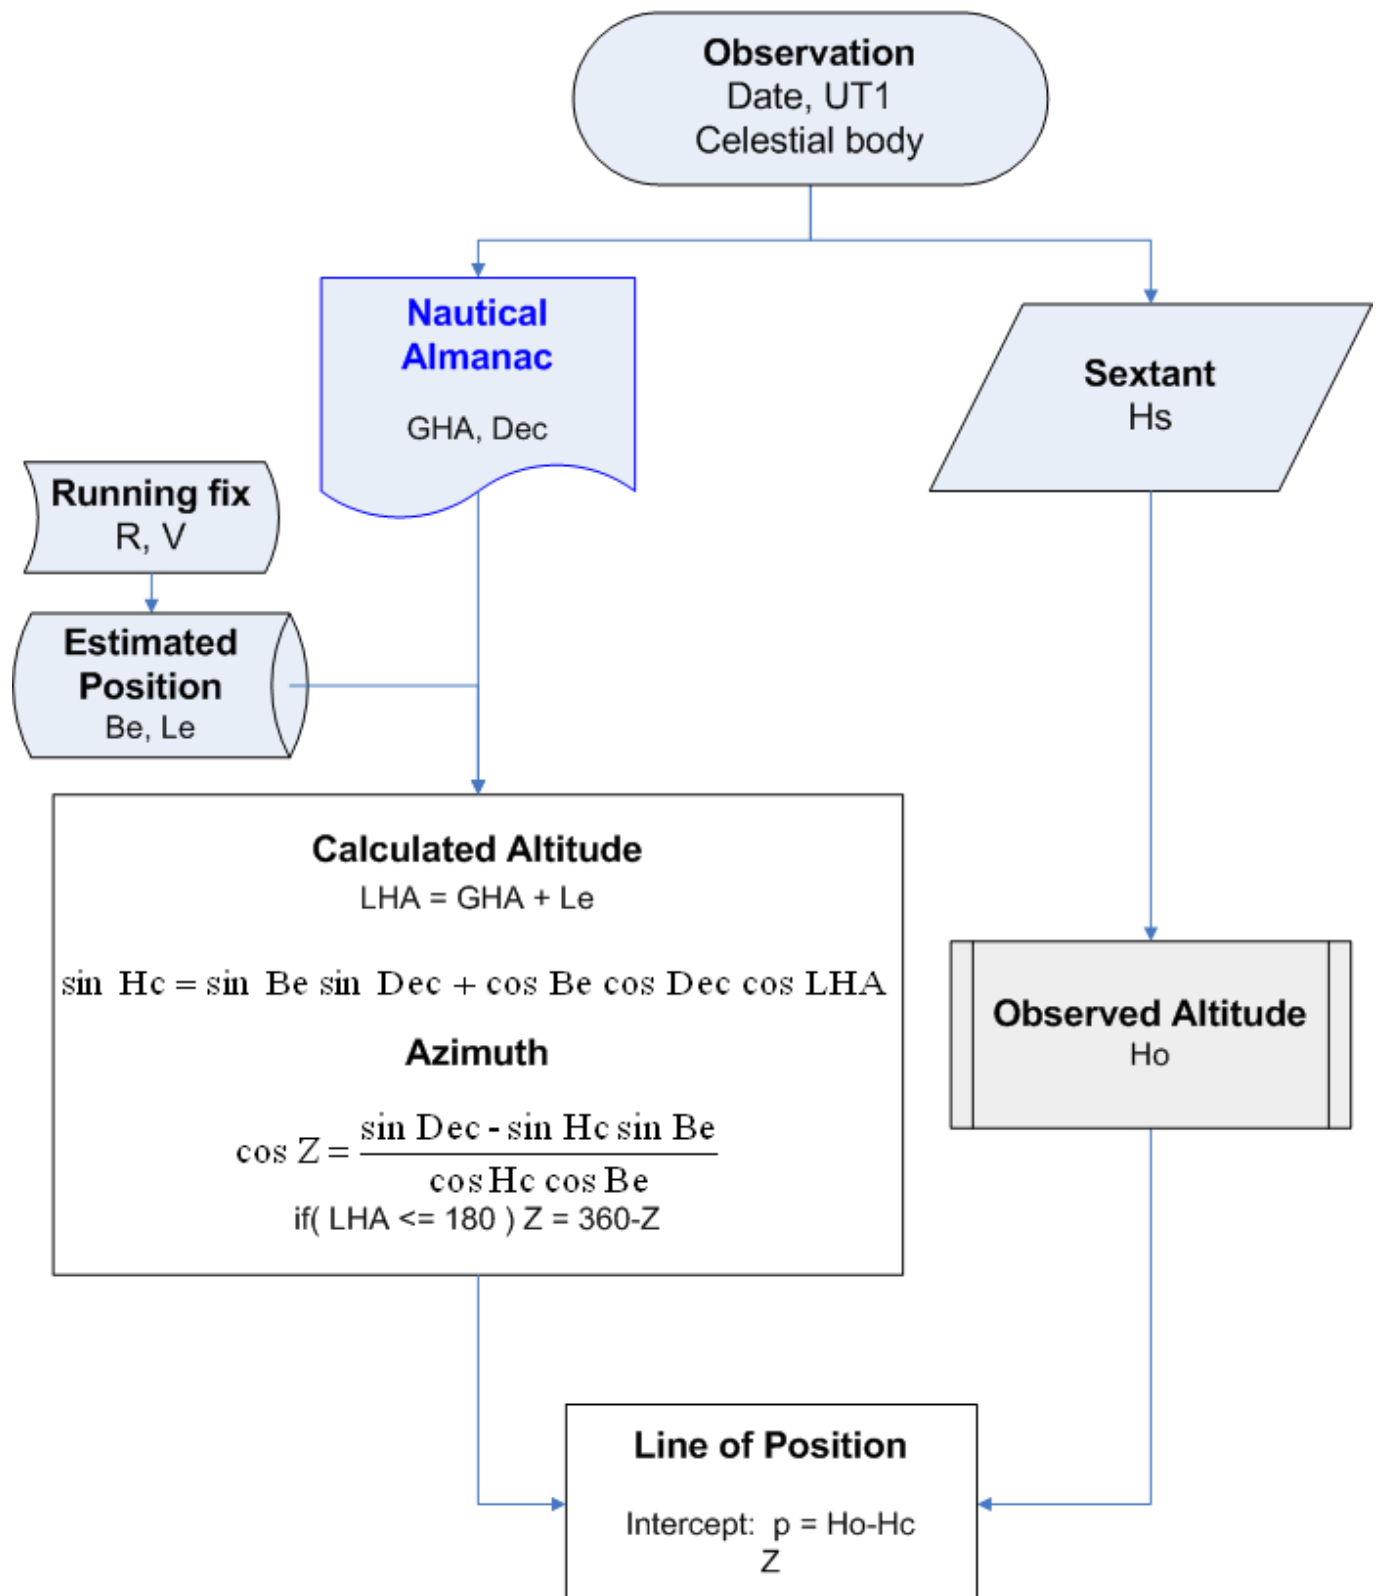 Observation
Date, UT1
Celestial body
Nautical
Almanac
GHA, Dec
Sextant
Hs
Running fix
R, V
Estimated
Position
Be, Le
Calculated Altitude
LHA = GHA + Le
sin Hc = sin Be sin Dec + cos Be cos Dec cos LHA
Azimuth
cos Z = \frac{sin Dec - sin Hc sin Be}{cos Hc cos Be}
if( LHA <= 180 ) Z = 360-Z
Observed Altitude
Ho
Line of Position
Intercept: p = Ho-Hc
Z